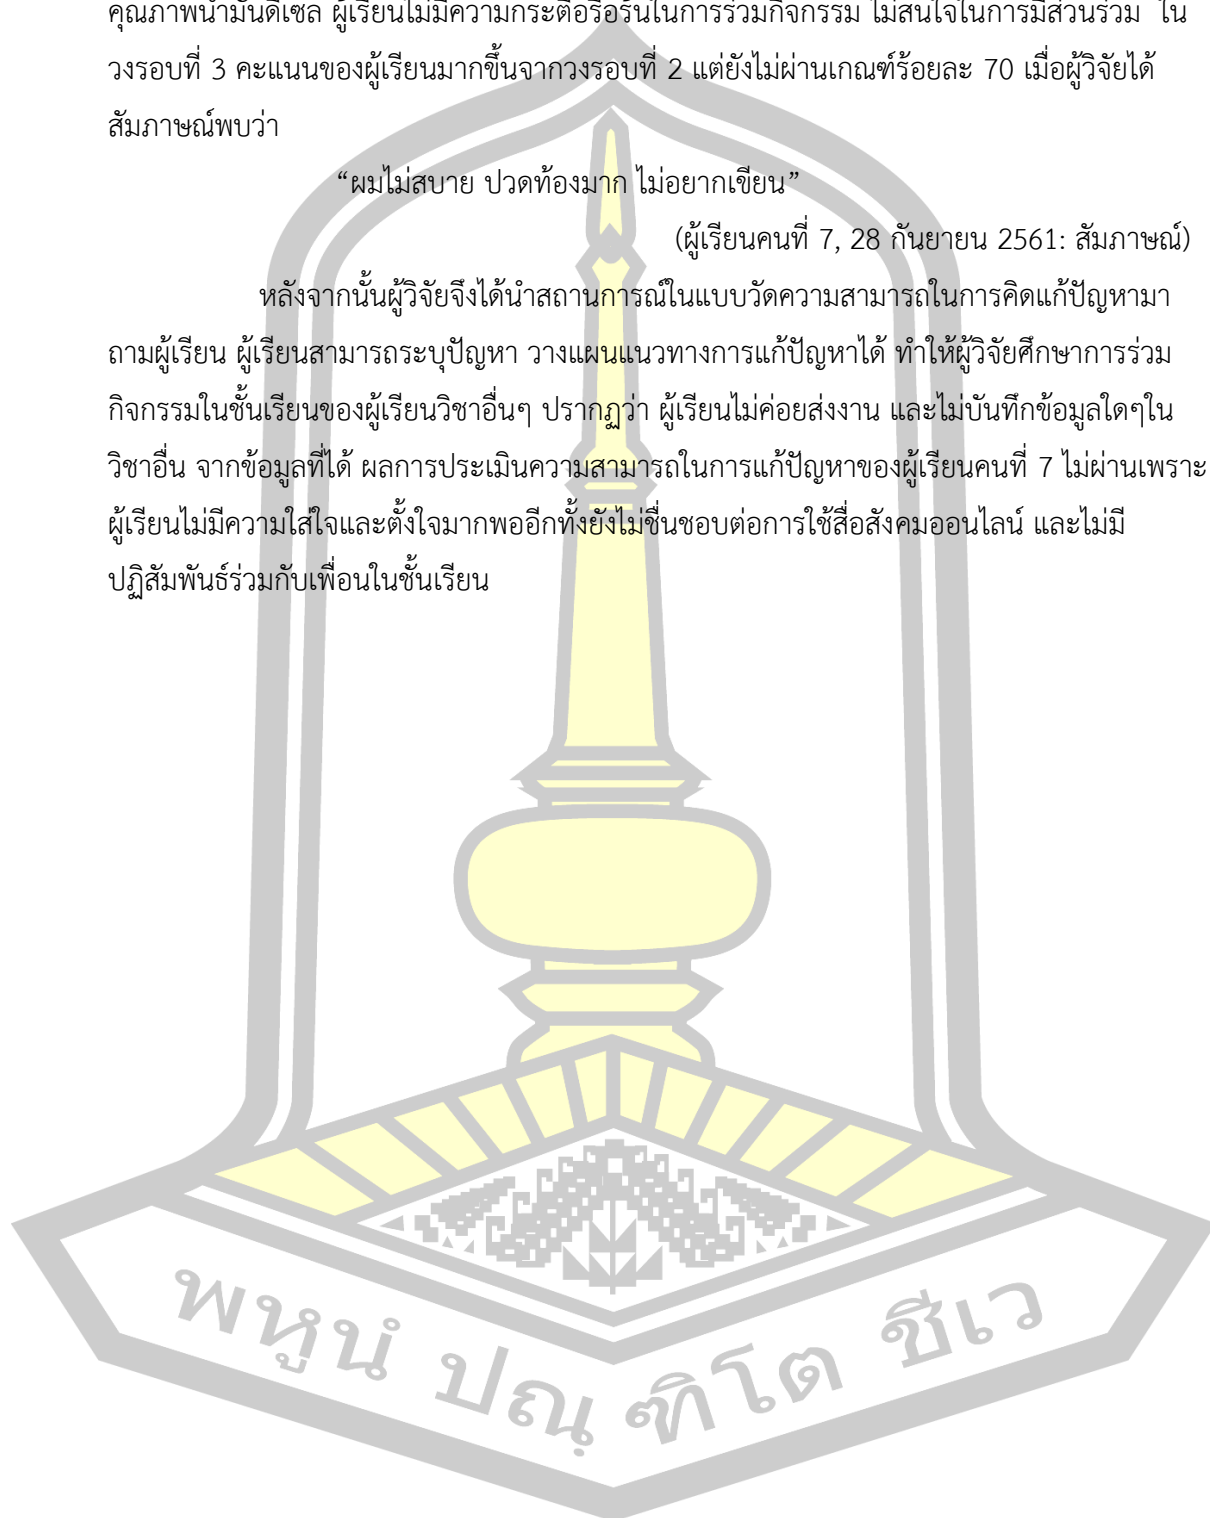 คุณภาพน้ำมันดีเซล ผู้เรียนไม่มีความกระตือรือร้นในการร่วมกิจกรรม ไม่สนใจในการมีส่วนร่วม ใน
วงรอบที่ 3 คะแนนของผู้เรียนมากขึ้นจากวงรอบที่ 2 แต่ยังไม่ผ่านเกณฑ์ร้อยละ 70 เมื่อผู้วิจัยได้
สัมภาษณ์พบว่า
“ผมไม่สบาย ปวดท้องมาก ไม่อยากเขียน”
(ผู้เรียนคนที่ 7, 28 กันยายน 2561: สัมภาษณ์)
หลังจากนั้นผู้วิจัยจึงได้นำสถานการณ์ในแบบวัดความสามารถในการคิดแก้ปัญหามา
ถามผู้เรียน ผู้เรียนสามารถระบุปัญหา วางแผนแนวทางการแก้ปัญหาได้ ทำให้ผู้วิจัยศึกษาการร่วม
กิจกรรมในชั้นเรียนของผู้เรียนวิชาอื่นๆ ปรากฏว่า ผู้เรียนไม่ค่อยส่งงาน และไม่บันทึกข้อมูลใดๆใน
วิชาอื่น จากข้อมูลที่ได้ ผลการประเมินความสามารถในการแก้ปัญหาของผู้เรียนคนที่ 7 ไม่ผ่านเพราะ
ผู้เรียนไม่มีความใส่ใจและตั้งใจมากพออีกทั้งยังไม่ชื่นชอบต่อการใช้สื่อสังคมออนไลน์ และไม่มี
ปฏิสัมพันธ์ร่วมกับเพื่อนในชั้นเรียน
พหูนํ ปณฺฑิโต ชีเว